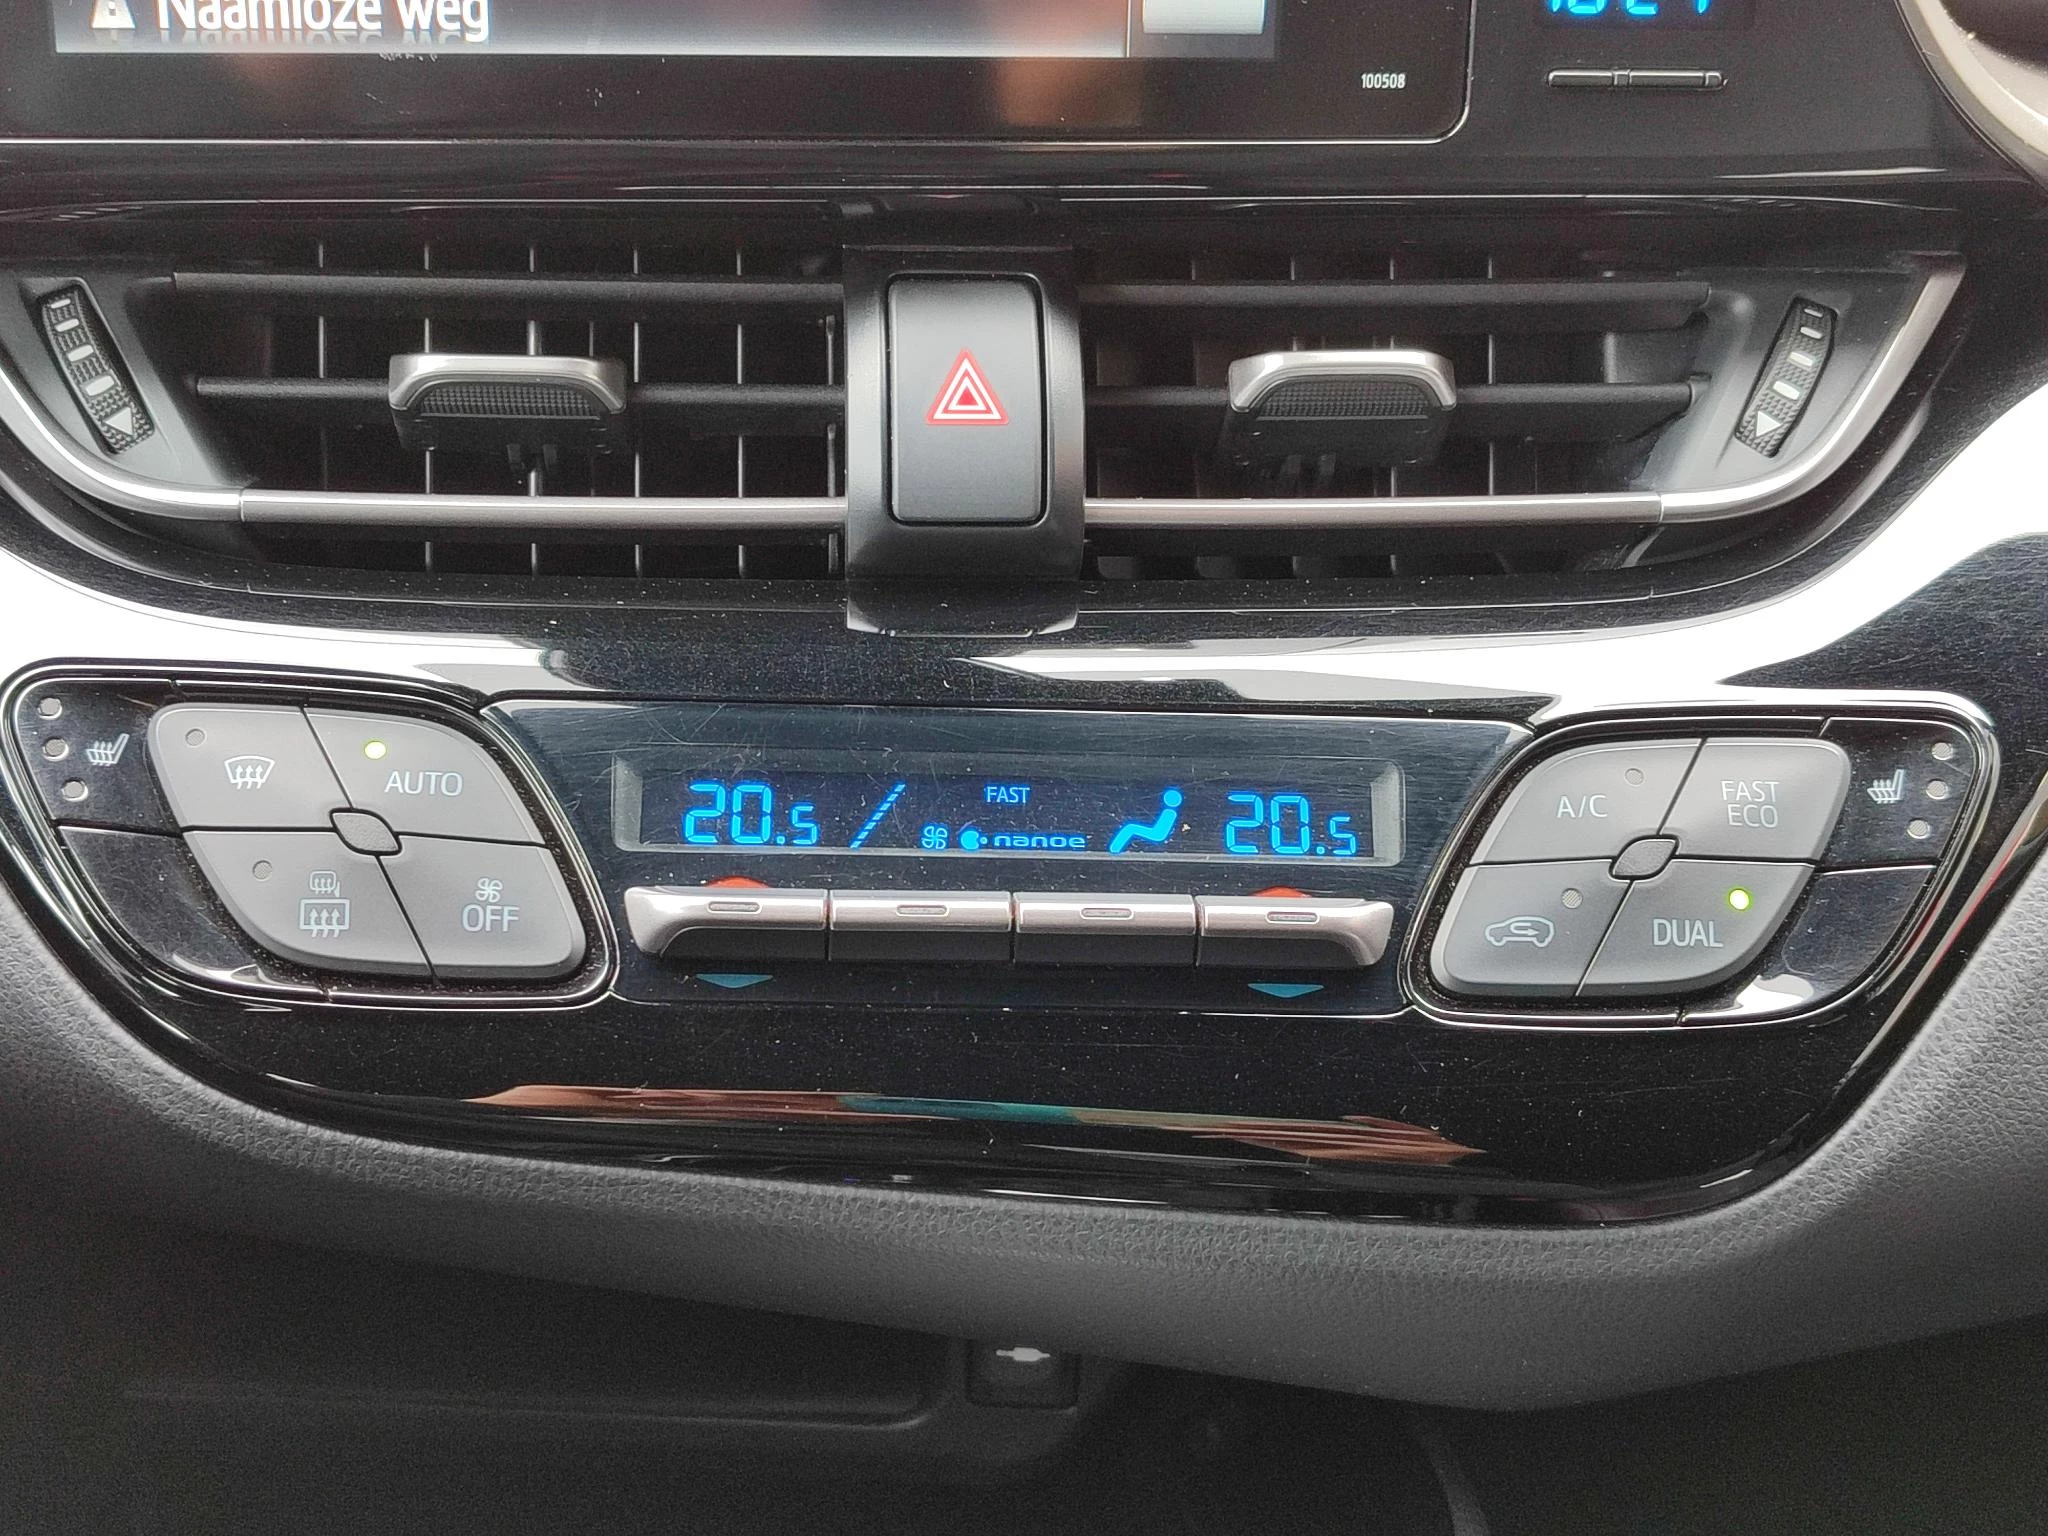 Naamloze weg
100508
AUTO
OFF
20.5
FAST
nanoe
20.5
A/C
FAST
ECO
DUAL